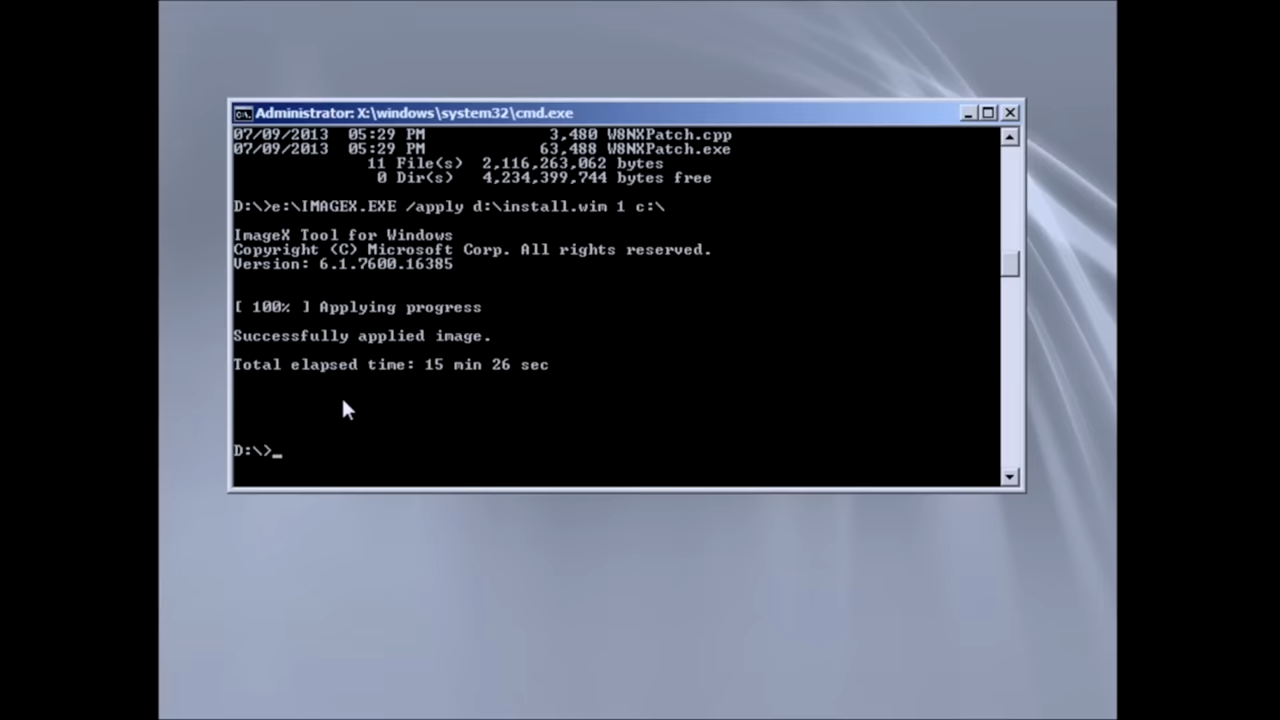 Administrator: X:\windows\system32\cmd.exe
07/09/2013  05:29 PM             3,480 W8NXPatch.cpp
07/09/2013  05:29 PM            63,488 W8NXPatch.exe
              11 File(s)  2,116,263,062 bytes
               0 Dir(s)   4,234,399,744 bytes free
D:\>e:\IMAGEX.EXE /apply d:\install.wim 1 c:\
ImageX Tool for Windows
Copyright (C) Microsoft Corp. All rights reserved.
Version: 6.1.7600.16385
[ 100% ] Applying progress
Successfully applied image.
Total elapsed time: 15 min 26 sec
D:\>_